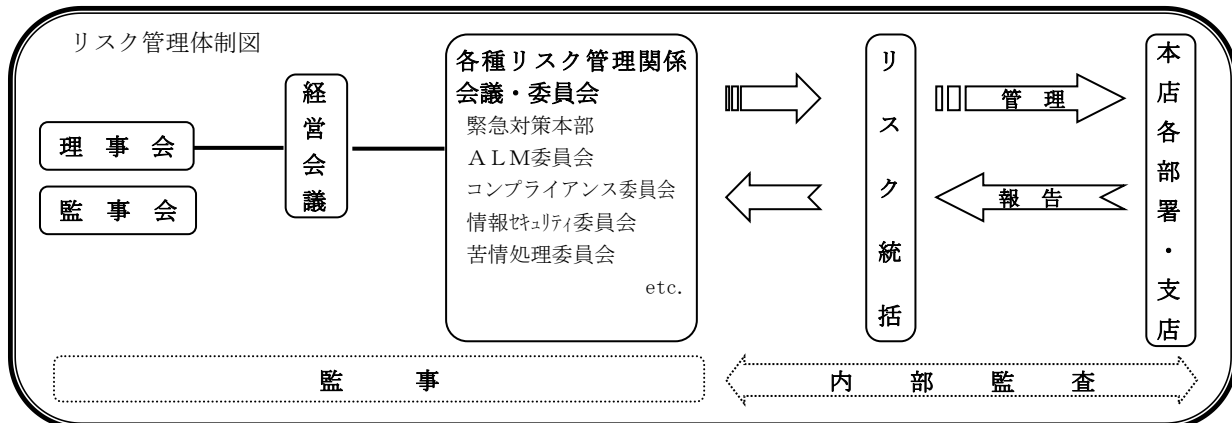 リスク管理体制図
理事会
監事会
経営会議
各種リスク管理関係
会議・委員会
緊急対策本部
ＡＬＭ委員会
コンプライアンス委員会
情報ｾｷｭﾘﾃｨ委員会
苦情処理委員会
etc.
リスク統括
管理
報告
本店各部署・支店
監事
内部監査